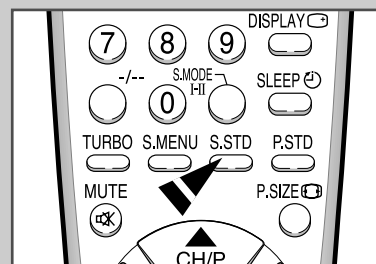 DISPLAY
7 8 9
-/-- S.MODE SLEEP
I-II
0
TURBO S.MENU S.STD P.STD
MUTE P.SIZE
CH/P